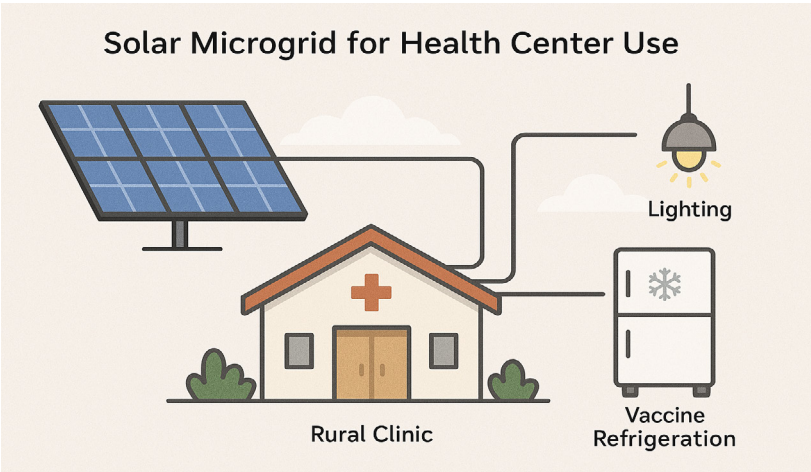 Solar Microgrid for Health Center Use
Lighting
Rural Clinic
Vaccine
Refrigeration